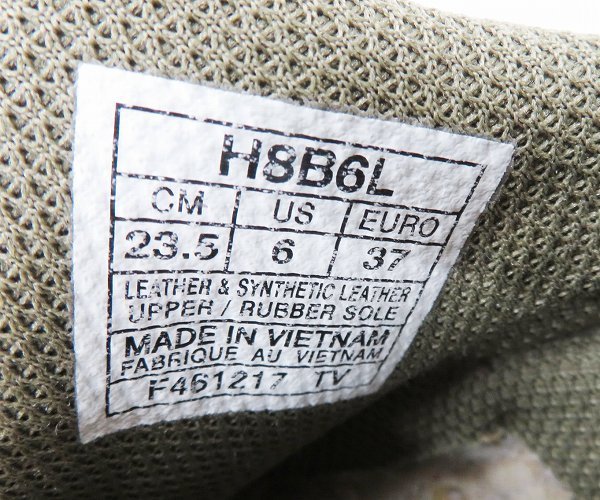 H8B6L
CM US EURO
23.5 6 37
LEATHER & SYNTHETIC LEATHER
UPPER / RUBBER SOLE
MADE IN VIETNAM
FABRIQUE AU VIETNAM
F461217 TV